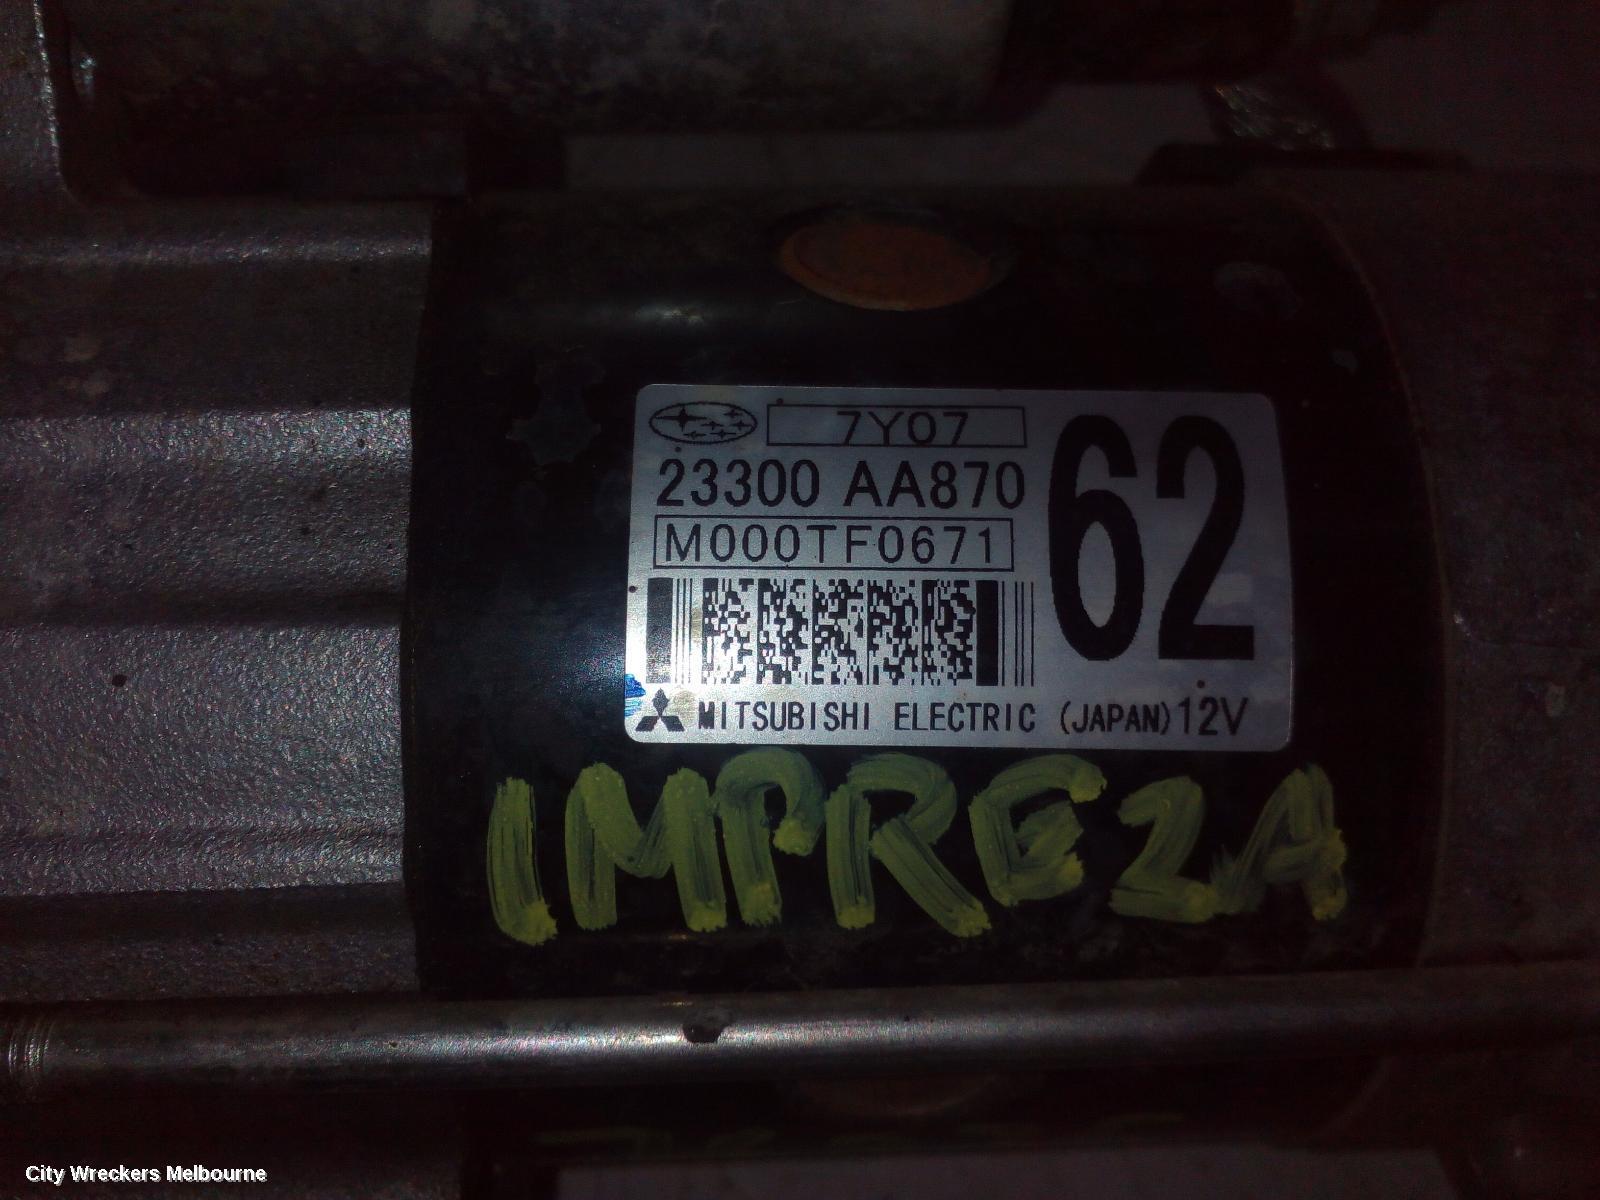 7Y07
23300 AA870
62
M000TF0671
MITSUBISHI ELECTRIC (JAPAN) 12V
IMPREZA
City Wreckers Melbourne